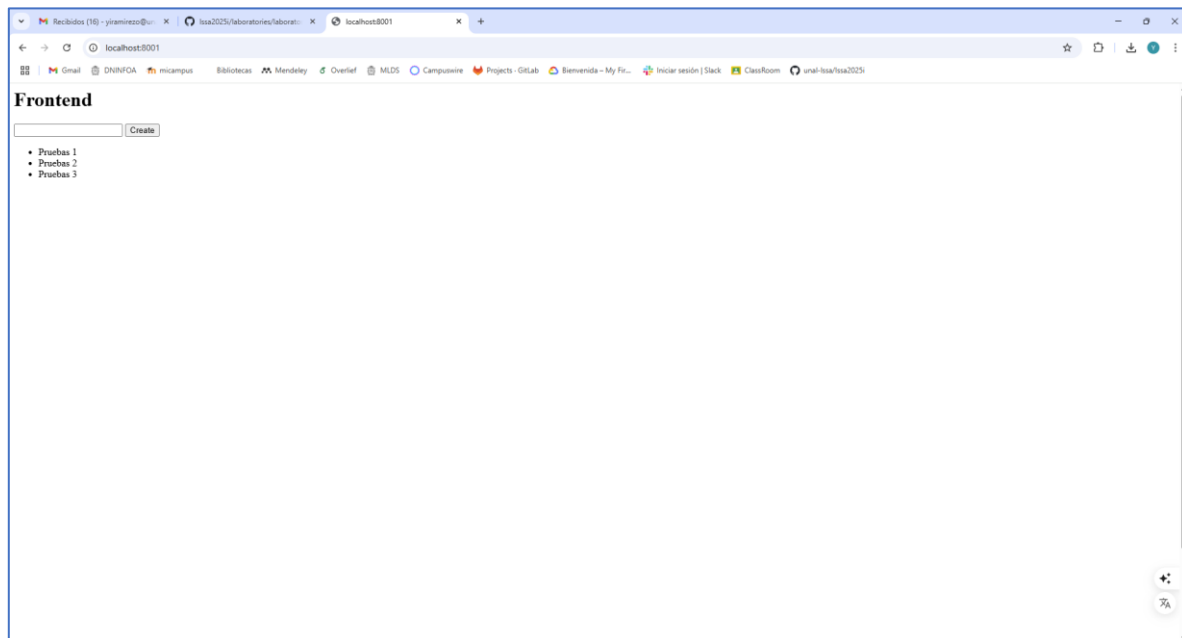 Recibidos (16) - yiramirezo@un
lssa2025i/laboratories/laborato
localhost:8001
localhost:8001
Gmail DNINFOA micampus Bibliotecas Mendeley Overlief MLDS Campuswire Projects · GitLab Bienvenida – My Fir... Iniciar sesión | Slack ClassRoom unal-lssa/lssa2025i
Frontend
Create
Pruebas 1
Pruebas 2
Pruebas 3